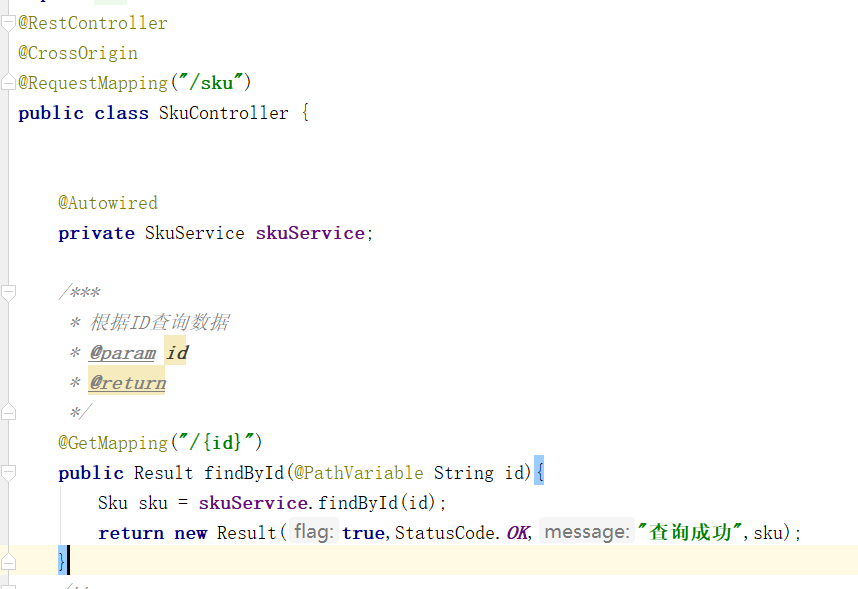 @RestController
@CrossOrigin
@RequestMapping("/sku")
public class SkuController {
@Autowired
private SkuService skuService;
/***
* 根据ID查询数据
* @param id
* @return
*/
@GetMapping("/{id}")
public Result findById(@PathVariable String id){
Sku sku = skuService.findById(id);
return new Result( flag: true,StatusCode.OK, message: "查询成功",sku);
}